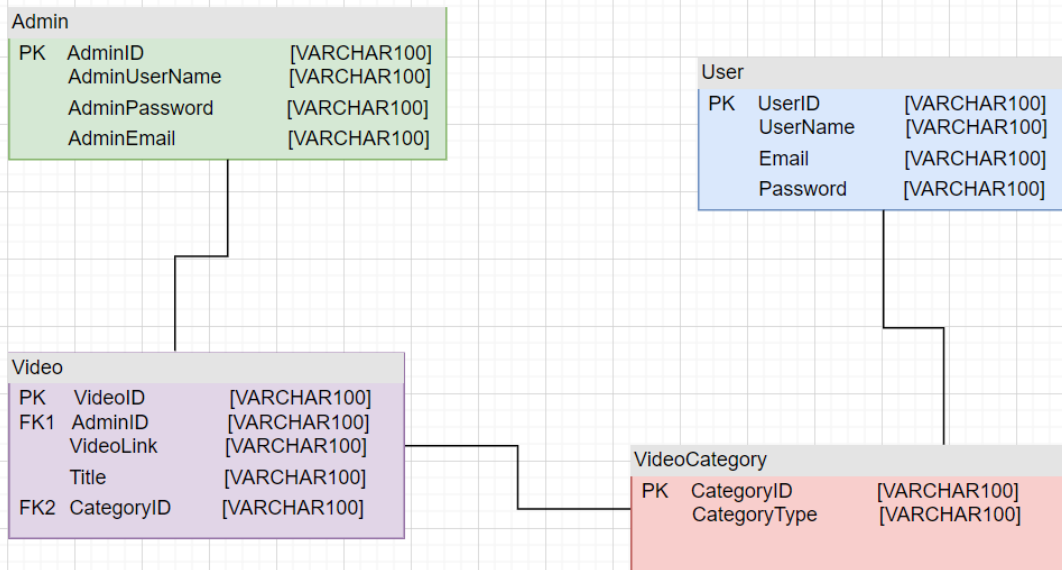 Admin
PK AdminID [VARCHAR100]
AdminUserName [VARCHAR100]
AdminPassword [VARCHAR100]
AdminEmail [VARCHAR100]
User
PK UserID [VARCHAR100]
UserName [VARCHAR100]
Email [VARCHAR100]
Password [VARCHAR100]
Video
PK VideoID [VARCHAR100]
FK1 AdminID [VARCHAR100]
VideoLink [VARCHAR100]
Title [VARCHAR100]
FK2 CategoryID [VARCHAR100]
VideoCategory
PK CategoryID [VARCHAR100]
CategoryType [VARCHAR100]